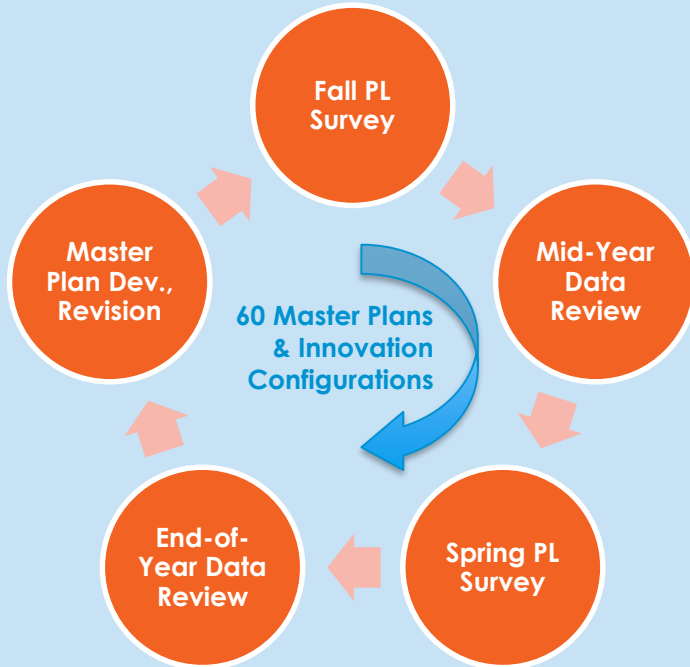 Fall PL
Survey
Mid-Year
Data
Review
Spring PL
Survey
End-of-
Year Data
Review
Master
Plan Dev.,
Revision
60 Master Plans
& Innovation
Configurations